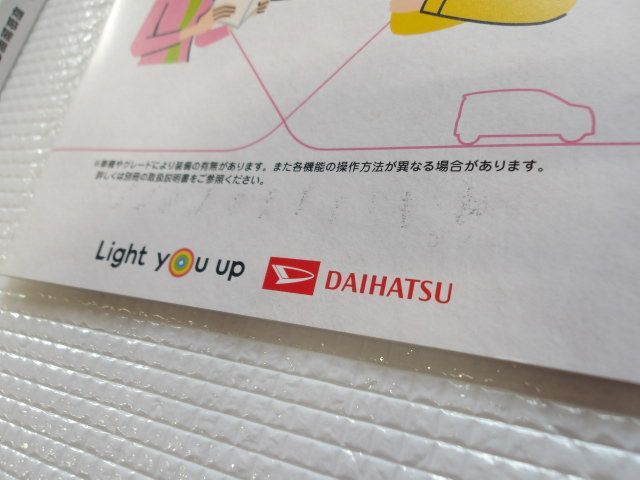 ※車種やグレードにより装備の有無があります。また各機能の操作方法が異なる場合があります。
詳しくは別冊の取扱説明書をご参照ください。
Light you up
DAIHATSU